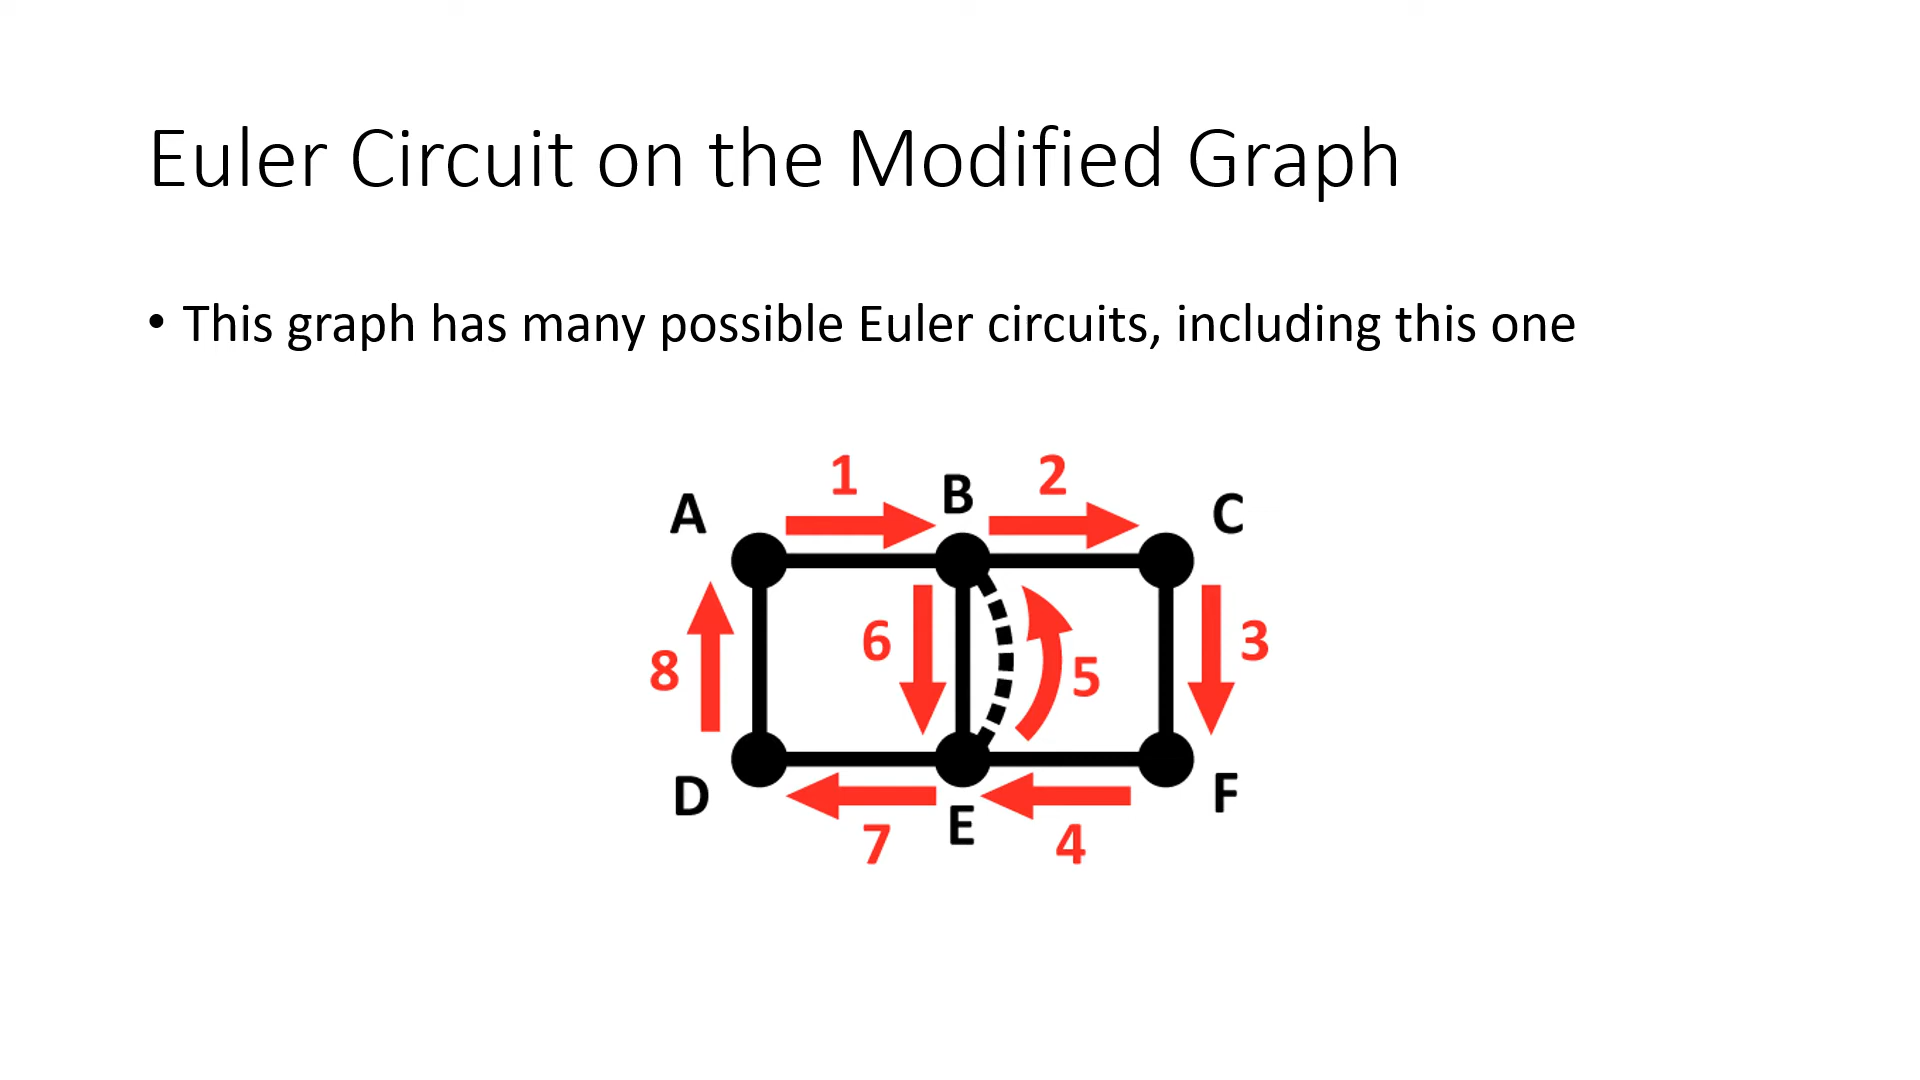 Euler Circuit on the Modified Graph
• This graph has many possible Euler circuits, including this one
1 2
A B C
6 5 3
8
D E F
7 4